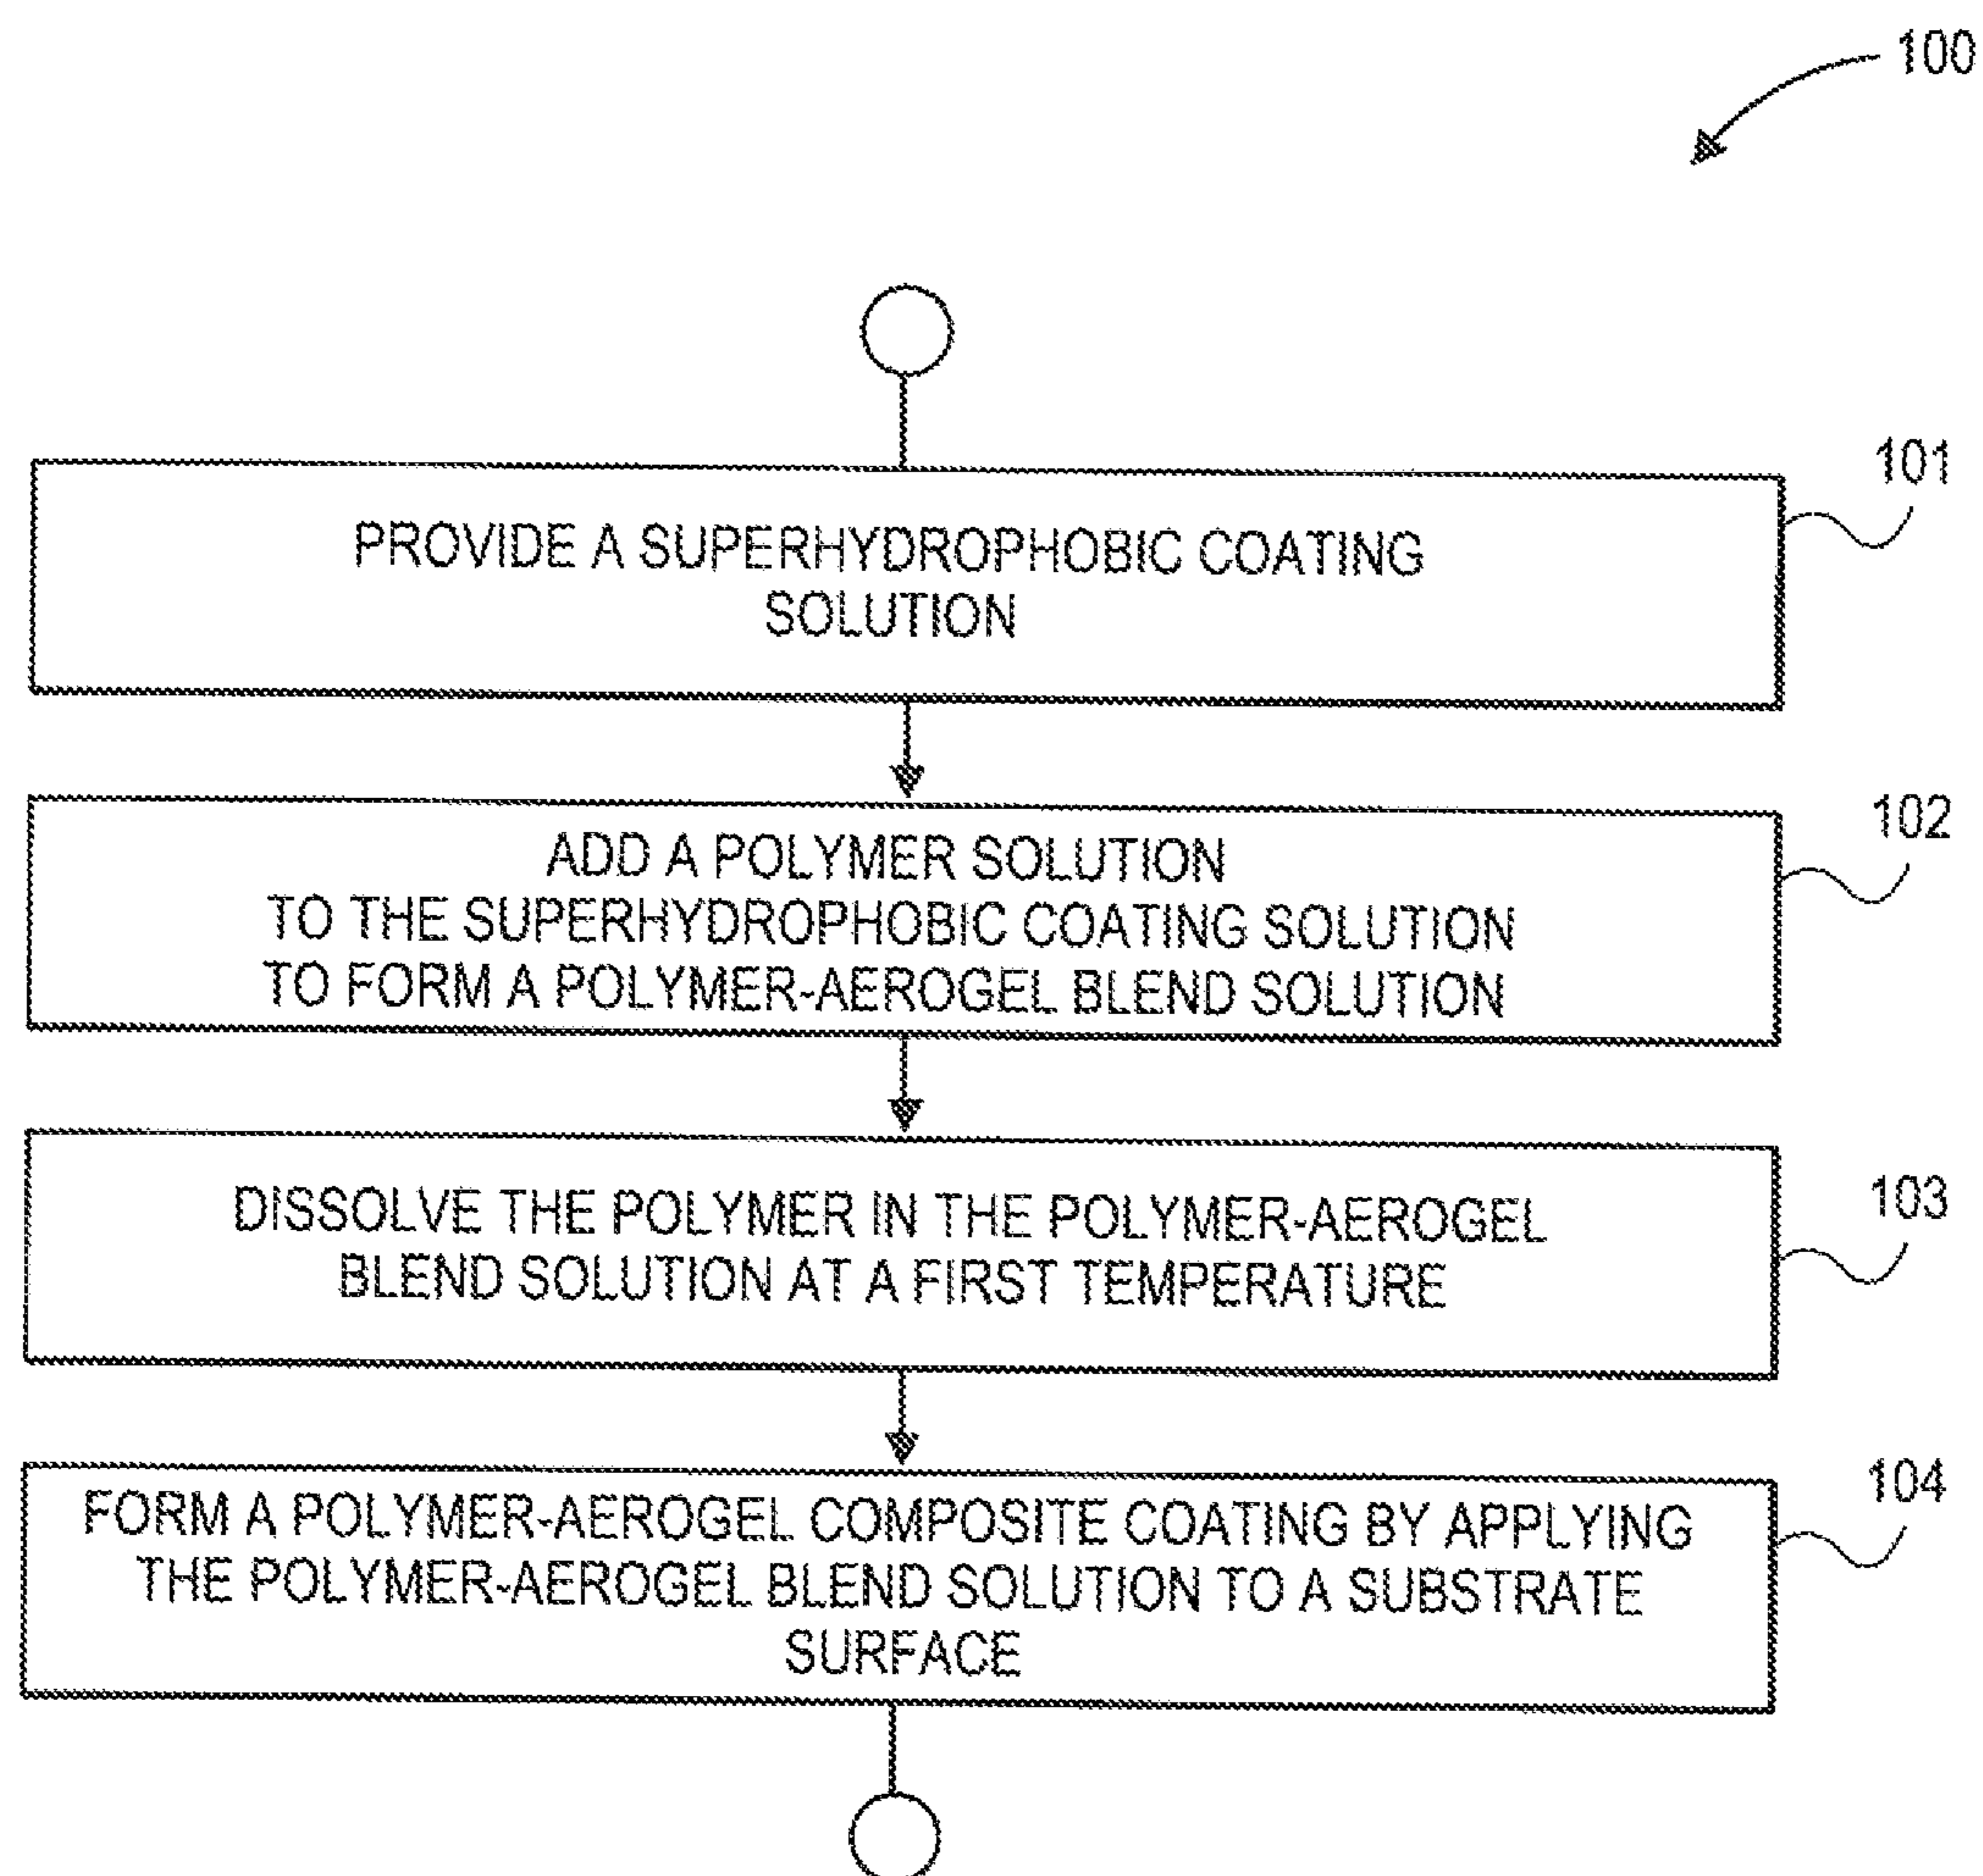 100
101
PROVIDE A SUPERHYDROPHOBIC COATING
SOLUTION
102
ADD A POLYMER SOLUTION
TO THE SUPERHYDROPHOBIC COATING SOLUTION
TO FORM A POLYMER-AEROGEL BLEND SOLUTION
103
DISSOLVE THE POLYMER IN THE POLYMER-AEROGEL
BLEND SOLUTION AT A FIRST TEMPERATURE
104
FORM A POLYMER-AEROGEL COMPOSITE COATING BY APPLYING
THE POLYMER-AEROGEL BLEND SOLUTION TO A SUBSTRATE
SURFACE